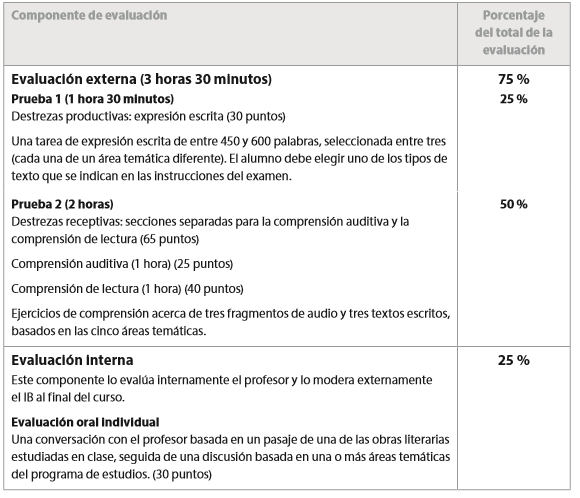 Componente de evaluación
Porcentaje
del total de la
evaluación
Evaluación externa (3 horas 30 minutos)
75 %
Prueba 1 (1 hora 30 minutos)
25 %
Destrezas productivas: expresión escrita (30 puntos)
Una tarea de expresión escrita de entre 450 y 600 palabras, seleccionada entre tres
(cada una de un área temática diferente). El alumno debe elegir uno de los tipos de
texto que se indican en las instrucciones del examen.
Prueba 2 (2 horas)
50 %
Destrezas receptivas: secciones separadas para la comprensión auditiva y la
comprensión de lectura (65 puntos)
Comprensión auditiva (1 hora) (25 puntos)
Comprensión de lectura (1 hora) (40 puntos)
Ejercicios de comprensión acerca de tres fragmentos de audio y tres textos escritos,
basados en las cinco áreas temáticas.
Evaluación interna
25 %
Este componente lo evalúa internamente el profesor y lo modera externamente
el IB al final del curso.
Evaluación oral individual
Una conversación con el profesor basada en un pasaje de una de las obras literarias
estudiadas en clase, seguida de una discusión basada en una o más áreas temáticas
del programa de estudios. (30 puntos)